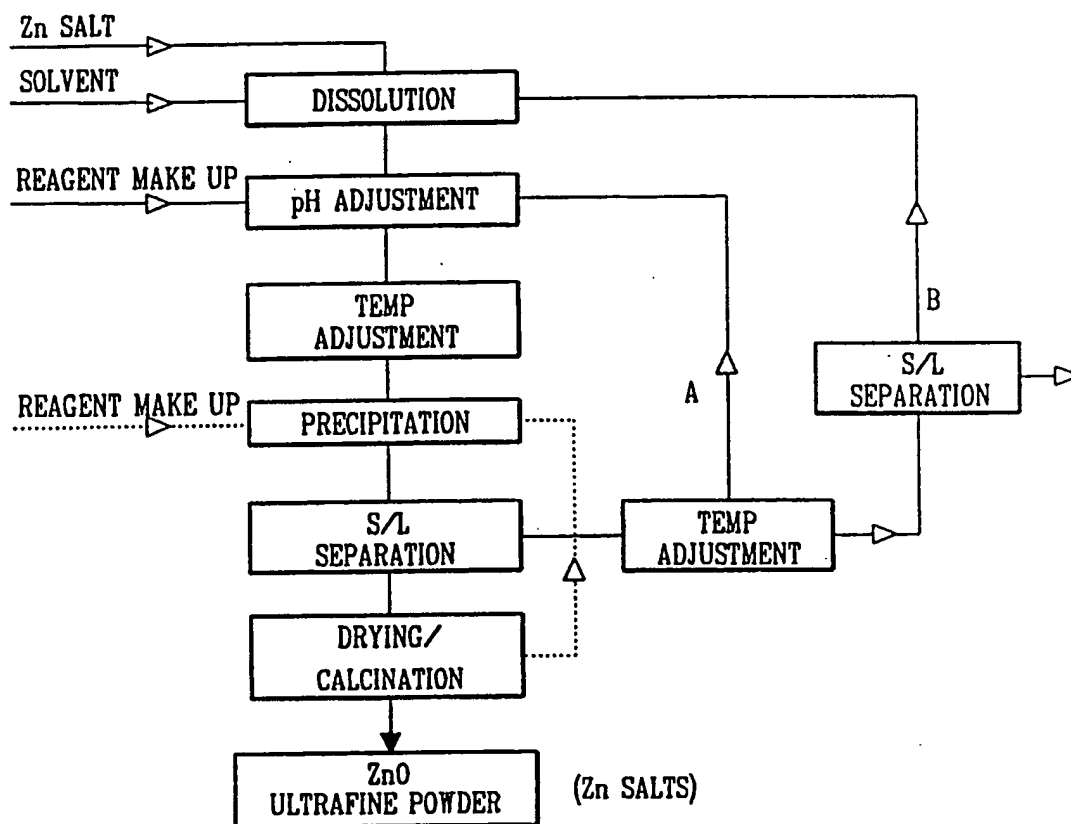 Zn SALT
SOLVENT
DISSOLUTION
REAGENT MAKE UP
pH ADJUSTMENT
TEMP
ADJUSTMENT
B
S/L
SEPARATION
A
REAGENT MAKE UP
PRECIPITATION
S/L
SEPARATION
TEMP
ADJUSTMENT
DRYING/
CALCINATION
ZnO
ULTRAFINE POWDER
(Zn SALTS)